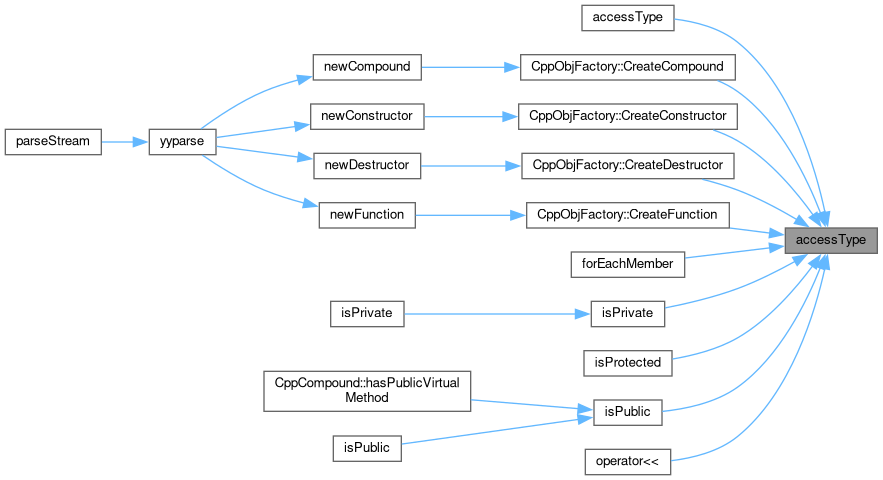 accessType
newCompound
CppObjFactory::CreateCompound
newConstructor
CppObjFactory::CreateConstructor
parseStream
yyparse
newDestructor
CppObjFactory::CreateDestructor
newFunction
CppObjFactory::CreateFunction
accessType
forEachMember
isPrivate
isPrivate
isProtected
CppCompound::hasPublicVirtual
Method
isPublic
isPublic
operator<<